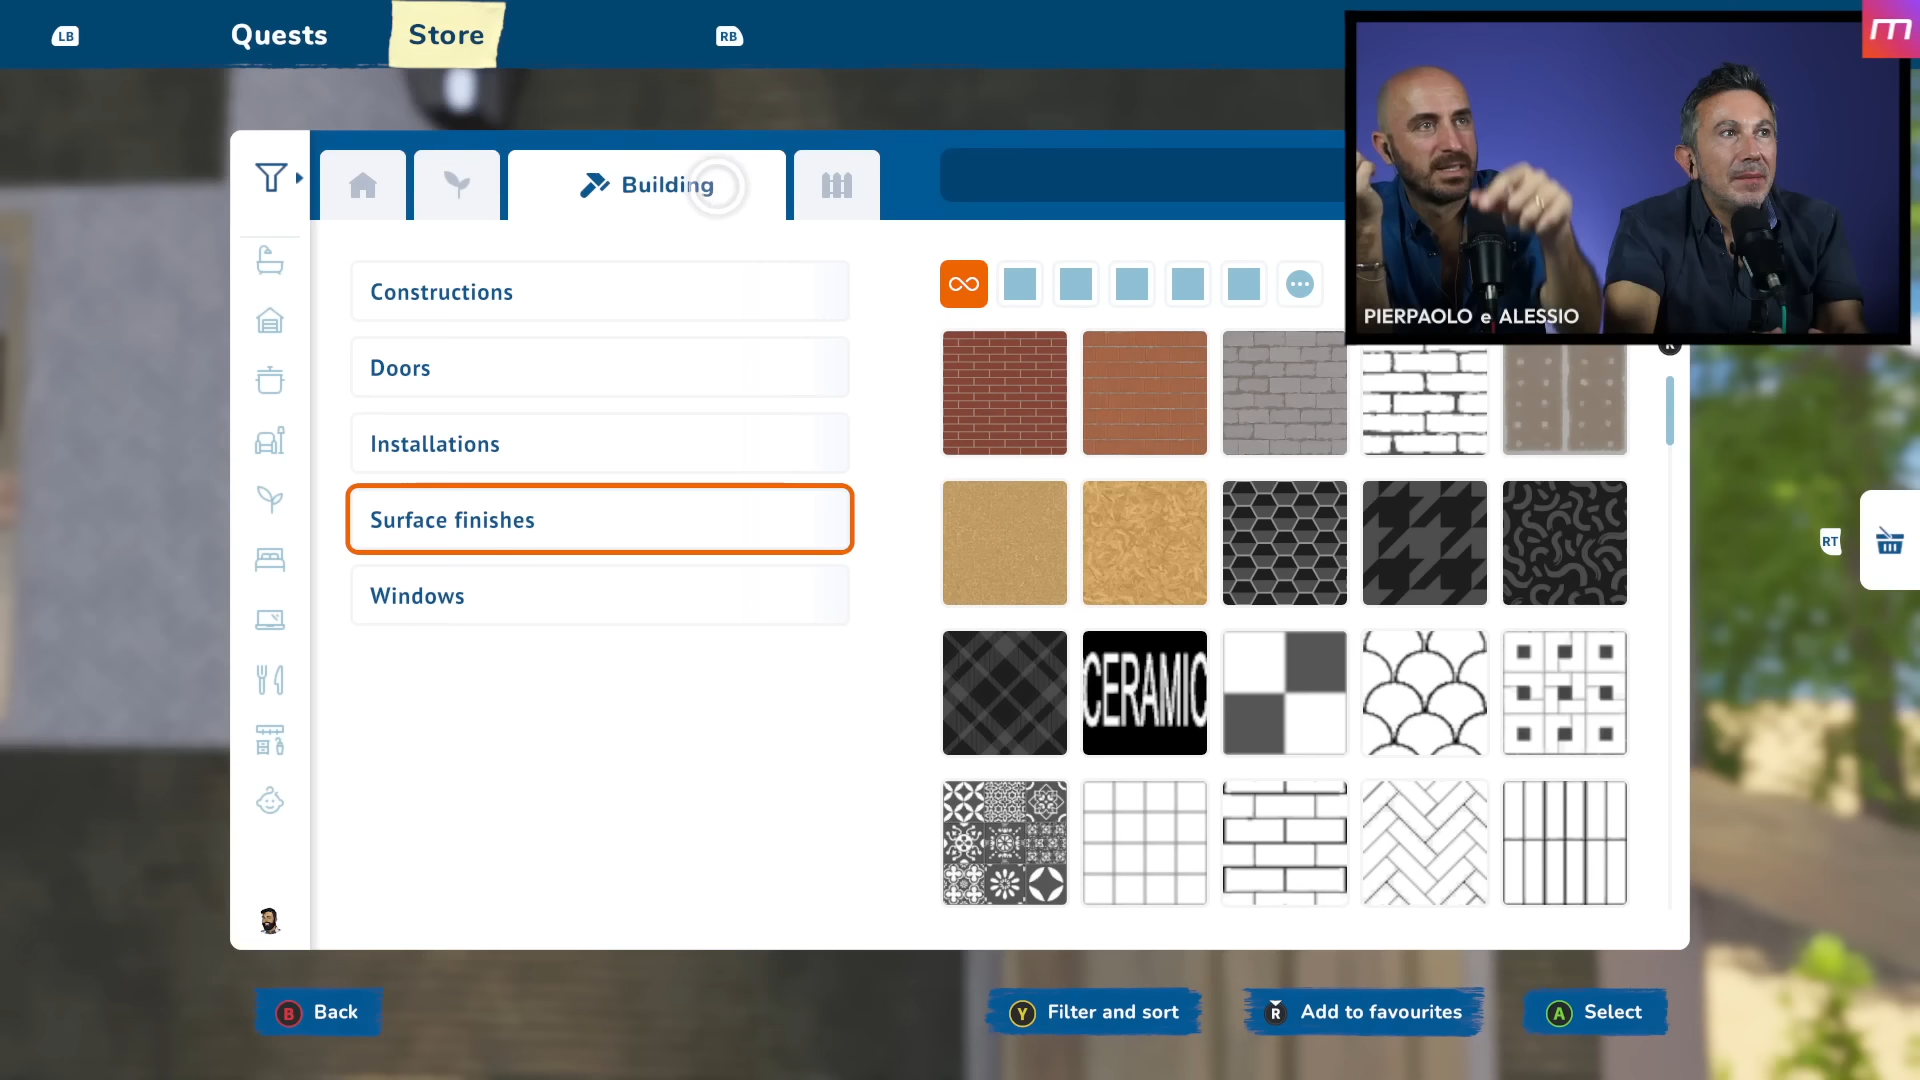 LB
Quests
Store
RB
m
Building
PIERPAOLO e ALESSIO
Constructions
Doors
Installations
Surface finishes
Windows
R
CERAMIC
RT
B Back
Y Filter and sort
R Add to favourites
A Select